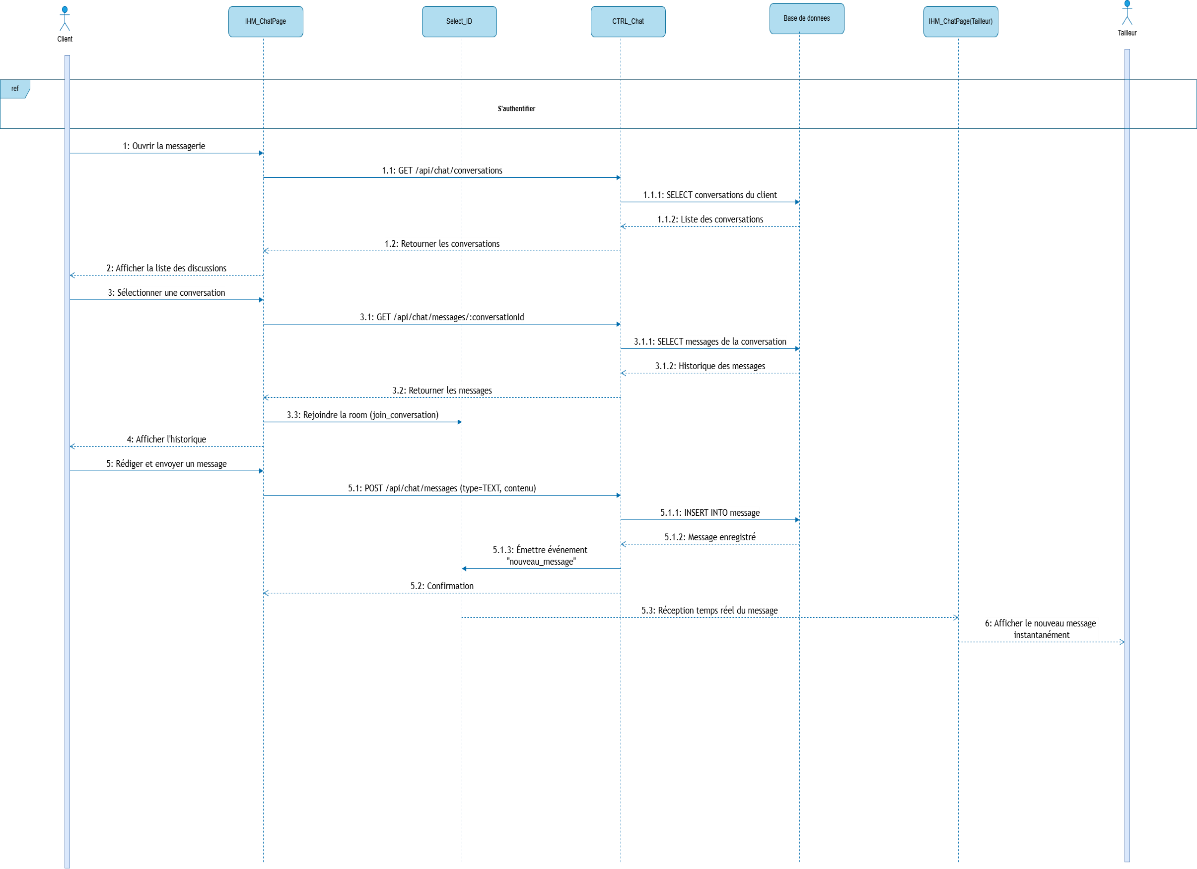 Client
IHM_ChatPage
Select_ID
CTRL_Chat
Base de donnees
IHM_ChatPage(Tailleur)
Tailleur
ref
S'authentifier
1: Ouvrir la messagerie
1.1: GET /api/chat/conversations
1.1.1: SELECT conversations du client
1.1.2: Liste des conversations
1.2: Retourner les conversations
2: Afficher la liste des discussions
3: Sélectionner une conversation
3.1: GET /api/chat/messages/:conversationId
3.1.1: SELECT messages de la conversation
3.1.2: Historique des messages
3.2: Retourner les messages
3.3: Rejoindre la room (join_conversation)
4: Afficher l'historique
5: Rédiger et envoyer un message
5.1: POST /api/chat/messages (type=TEXT, contenu)
5.1.1: INSERT INTO message
5.1.2: Message enregistré
5.1.3: Émettre événement
"nouveau_message"
5.2: Confirmation
5.3: Réception temps réel du message
6: Afficher le nouveau message
instantanément